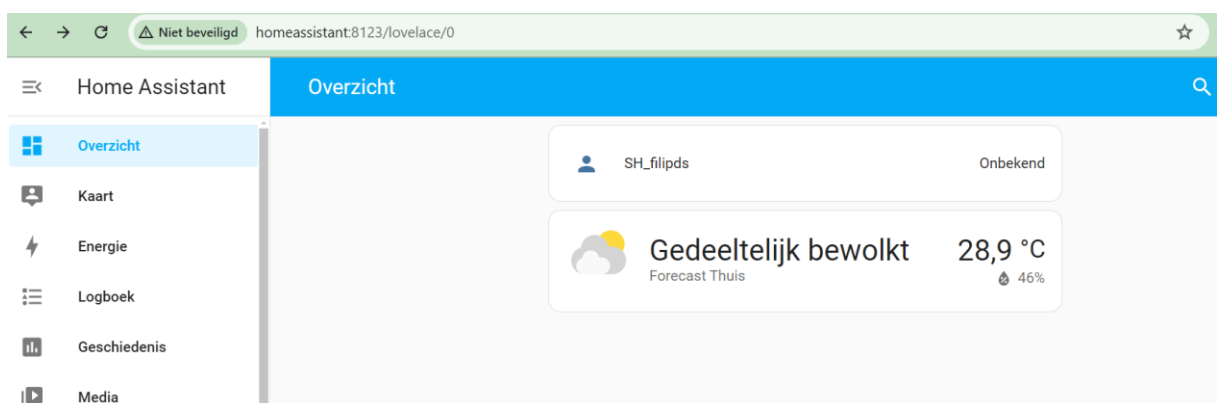 Niet beveiligd homeassistant:8123/lovelace/0
Home Assistant
Overzicht
Overzicht
Kaart
Energie
Logboek
Geschiedenis
Media
SH_filipds Onbekend
Gedeeltelijk bewolkt 28,9 °C
Forecast Thuis 46%